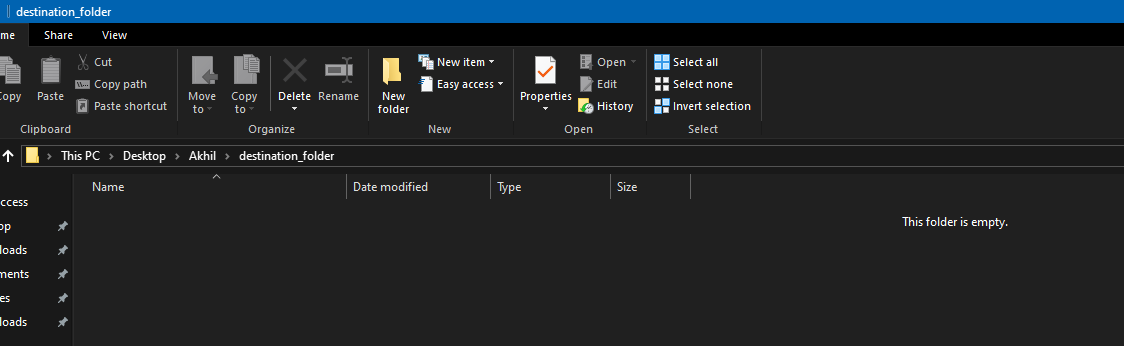 destination_folder
me Share View
Cut
Copy path
Paste shortcut
Copy
Paste
Clipboard
Move to
Copy to
Delete
Rename
Organize
New folder
New item
Easy access
New
Properties
Open
Edit
History
Open
Select all
Select none
Invert selection
Select
This PC > Desktop > Akhil > destination_folder
Name Date modified Type Size
This folder is empty.
ccess
op
loads
ments
es
loads